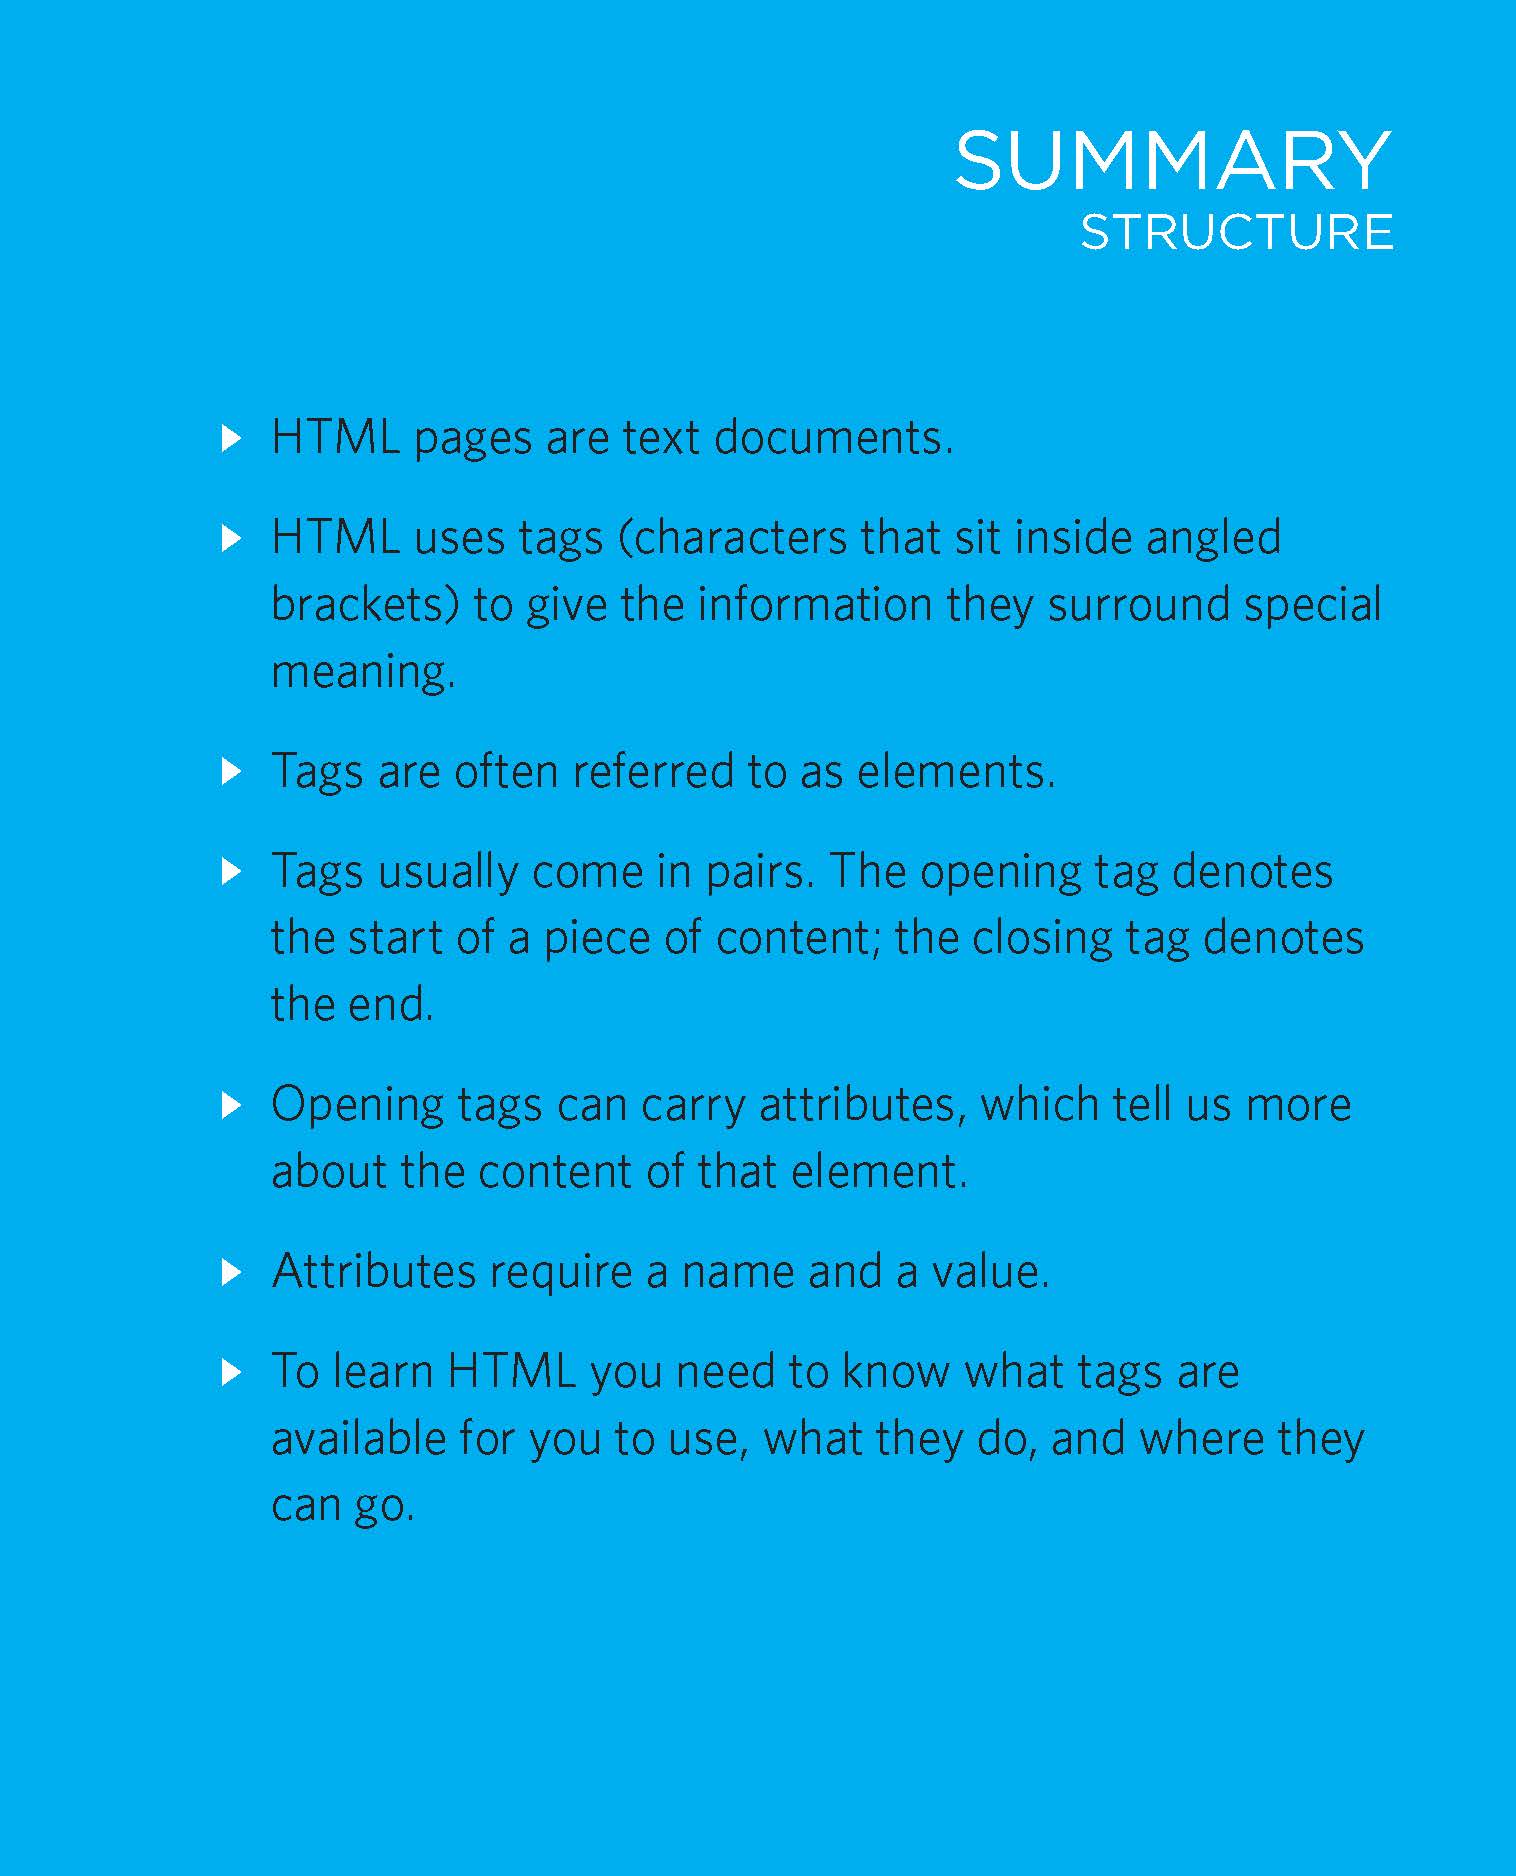 SUMMARY
STRUCTURE
HTML pages are text documents.
HTML uses tags (characters that sit inside angled
brackets) to give the information they surround special
meaning.
Tags are often referred to as elements.
Tags usually come in pairs. The opening tag denotes
the start of a piece of content; the closing tag denotes
the end.
Opening tags can carry attributes, which tell us more
about the content of that element.
Attributes require a name and a value.
To learn HTML you need to know what tags are
available for you to use, what they do, and where they
can go.